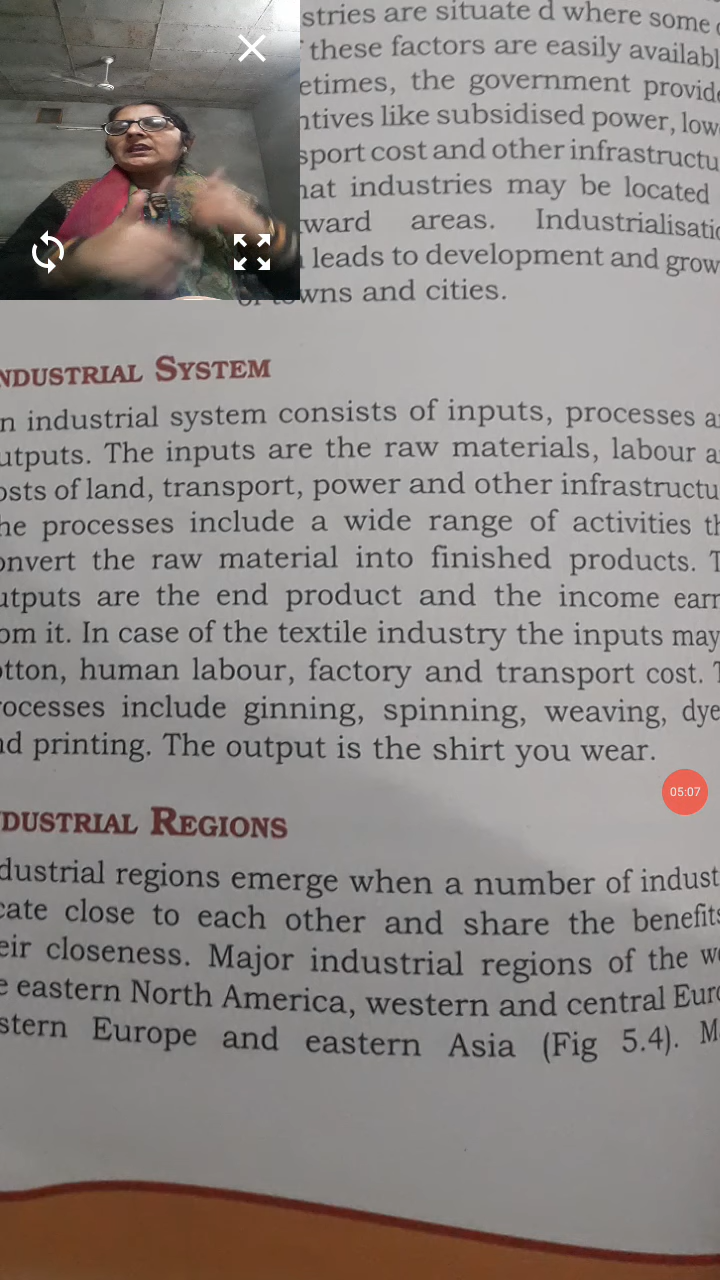 stries are situate d where some
these factors are easily availabl
etimes, the government provide
ntives like subsidised power, low
sport cost and other infrastructu
hat industries may be located
ward areas. Industrialisatio
leads to development and grow
of towns and cities.
NDUSTRIAL SYSTEM
n industrial system consists of inputs, processes a
utputs. The inputs are the raw materials, labour a
osts of land, transport, power and other infrastructu
he processes include a wide range of activities th
onvert the raw material into finished products. T
utputs are the end product and the income earn
om it. In case of the textile industry the inputs may
otton, human labour, factory and transport cost. T
rocesses include ginning, spinning, weaving, dye
nd printing. The output is the shirt you wear.
05:07
DUSTRIAL REGIONS
dustrial regions emerge when a number of indust
cate close to each other and share the benefits
eir closeness. Major industrial regions of the w
e eastern North America, western and central Euro
stern Europe and eastern Asia (Fig 5.4). M